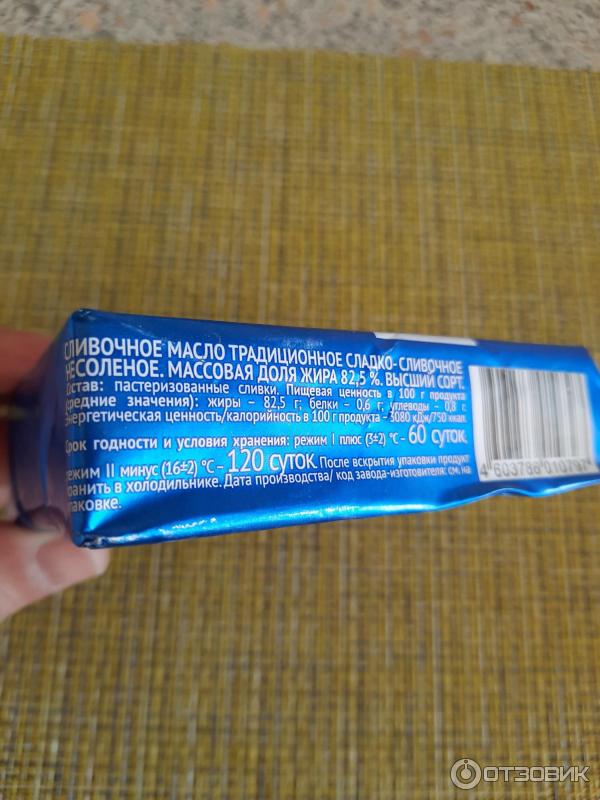 СЛИВОЧНОЕ МАСЛО ТРАДИЦИОННОЕ СЛАДКО-СЛИВОЧНОЕ
НЕСОЛЕНОЕ. МАССОВАЯ ДОЛЯ ЖИРА 82,5 %. ВЫСШИЙ СОРТ.
Состав: пастеризованные сливки. Пищевая ценность в 100 г продукта
(средние значения): жиры – 82,5 г; белки – 0,6 г; углеводы – 0,8 г.
Энергетическая ценность/калорийность в 100 г продукта – 3080 кДж/750 ккал.
Срок годности и условия хранения: режим I плюс (3±2) °С – 60 суток,
режим II минус (16±2) °С – 120 суток. После вскрытия упаковки продукт
хранить в холодильнике. Дата производства/ код завода-изготовителя: см. на
упаковке.
4 603788 010797
ОТЗОВИК